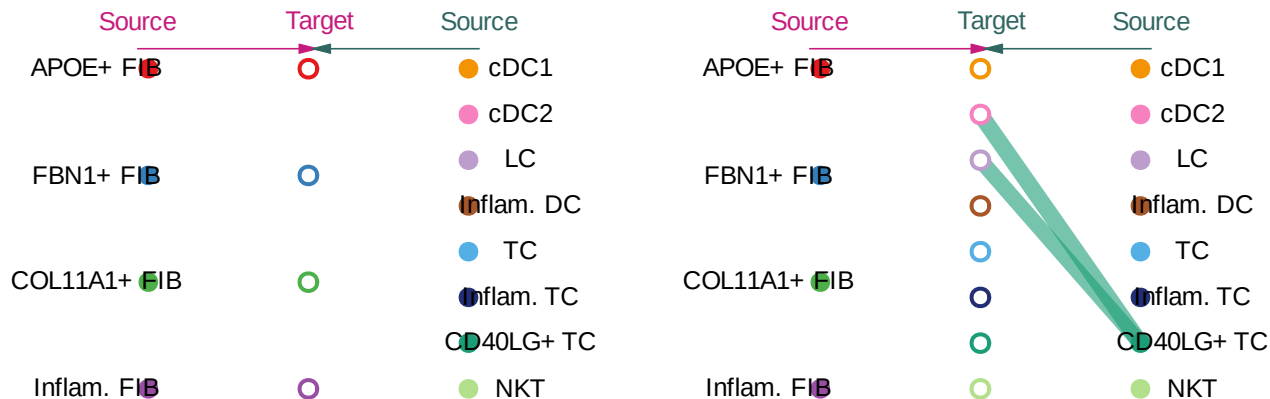 Source Target Source Source Target Source
APOE+ FIB cDC1 APOE+ FIB cDC1
cDC2 cDC2
LC LC
FBN1+ FIB FBN1+ FIB
Inflam. DC Inflam. DC
TC TC
COL11A1+ FIB COL11A1+ FIB
Inflam. TC Inflam. TC
CD40LG+ TC CD40LG+ TC
Inflam. FIB NKT Inflam. FIB NKT